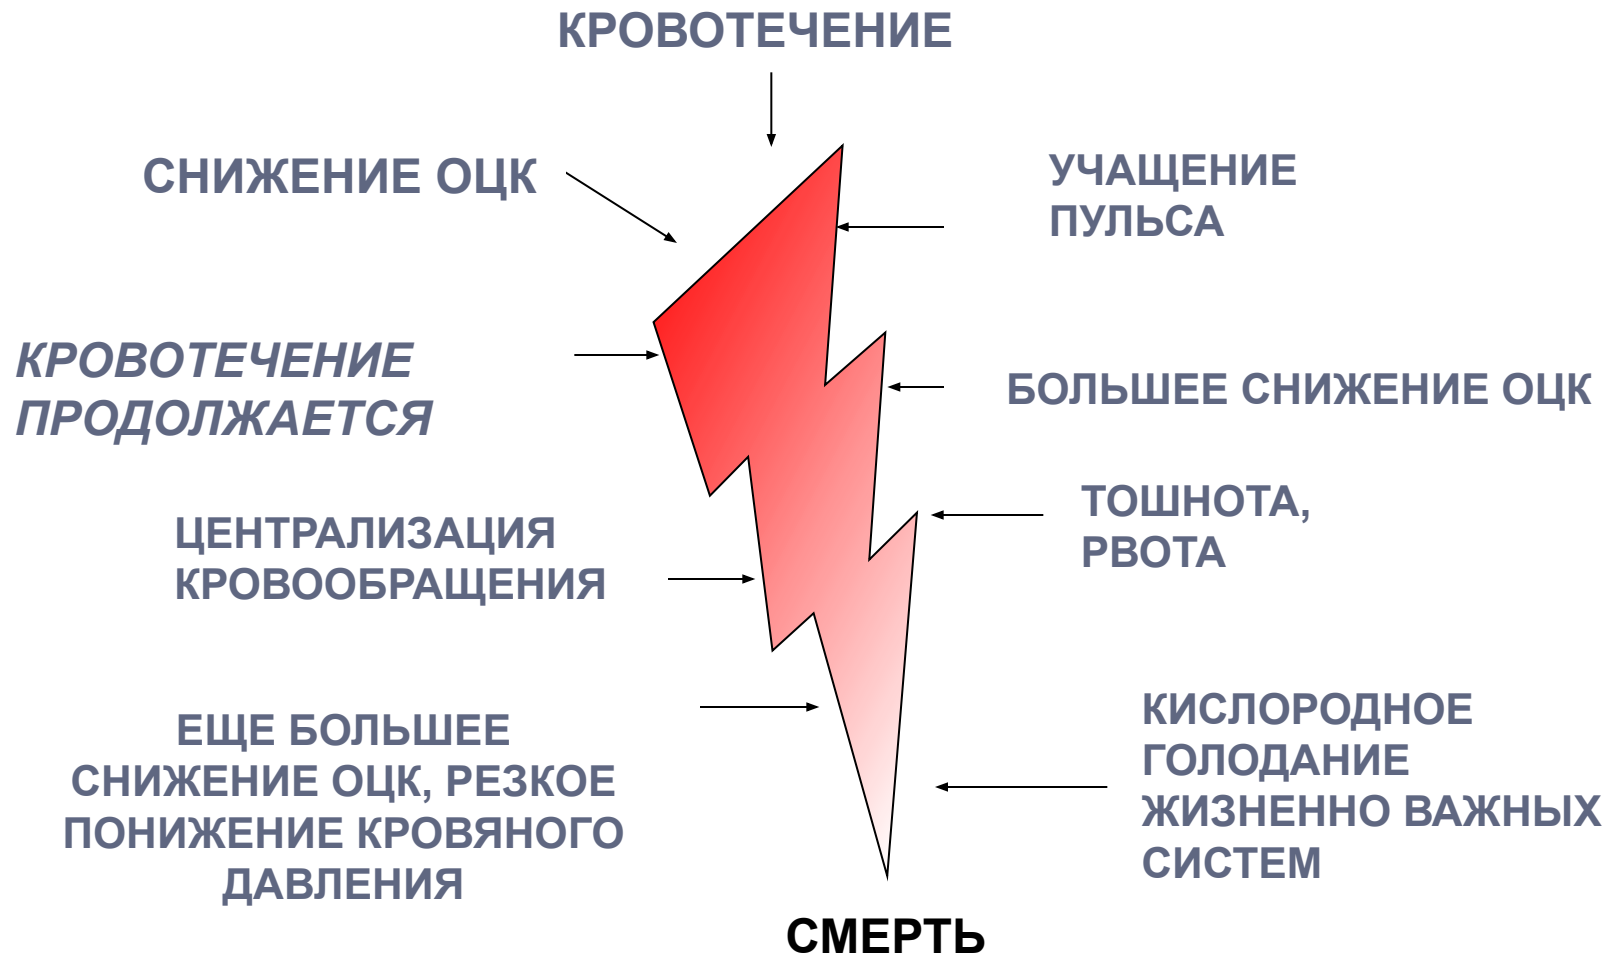 КРОВОТЕЧЕНИЕ
СНИЖЕНИЕ ОЦК
УЧАЩЕНИЕ
ПУЛЬСА
КРОВОТЕЧЕНИЕ
ПРОДОЛЖАЕТСЯ
БОЛЬШЕЕ СНИЖЕНИЕ ОЦК
ЦЕНТРАЛИЗАЦИЯ
КРОВООБРАЩЕНИЯ
ТОШНОТА,
РВОТА
ЕЩЕ БОЛЬШЕЕ
СНИЖЕНИЕ ОЦК, РЕЗКОЕ
ПОНИЖЕНИЕ КРОВЯНОГО
ДАВЛЕНИЯ
КИСЛОРОДНОЕ
ГОЛОДАНИЕ
ЖИЗНЕННО ВАЖНЫХ
СИСТЕМ
СМЕРТЬ